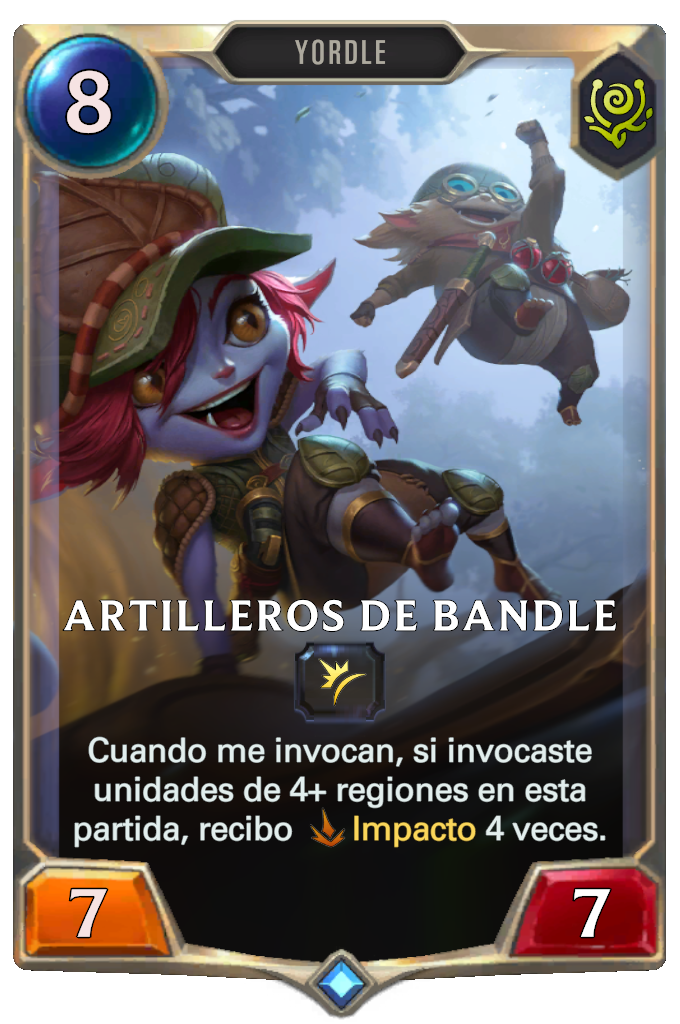 YORDLE
8
ARTILLEROS DE BANDLE
Cuando me invocan, si invocaste
unidades de 4+ regiones en esta
partida, recibo Impacto 4 veces.
7
7